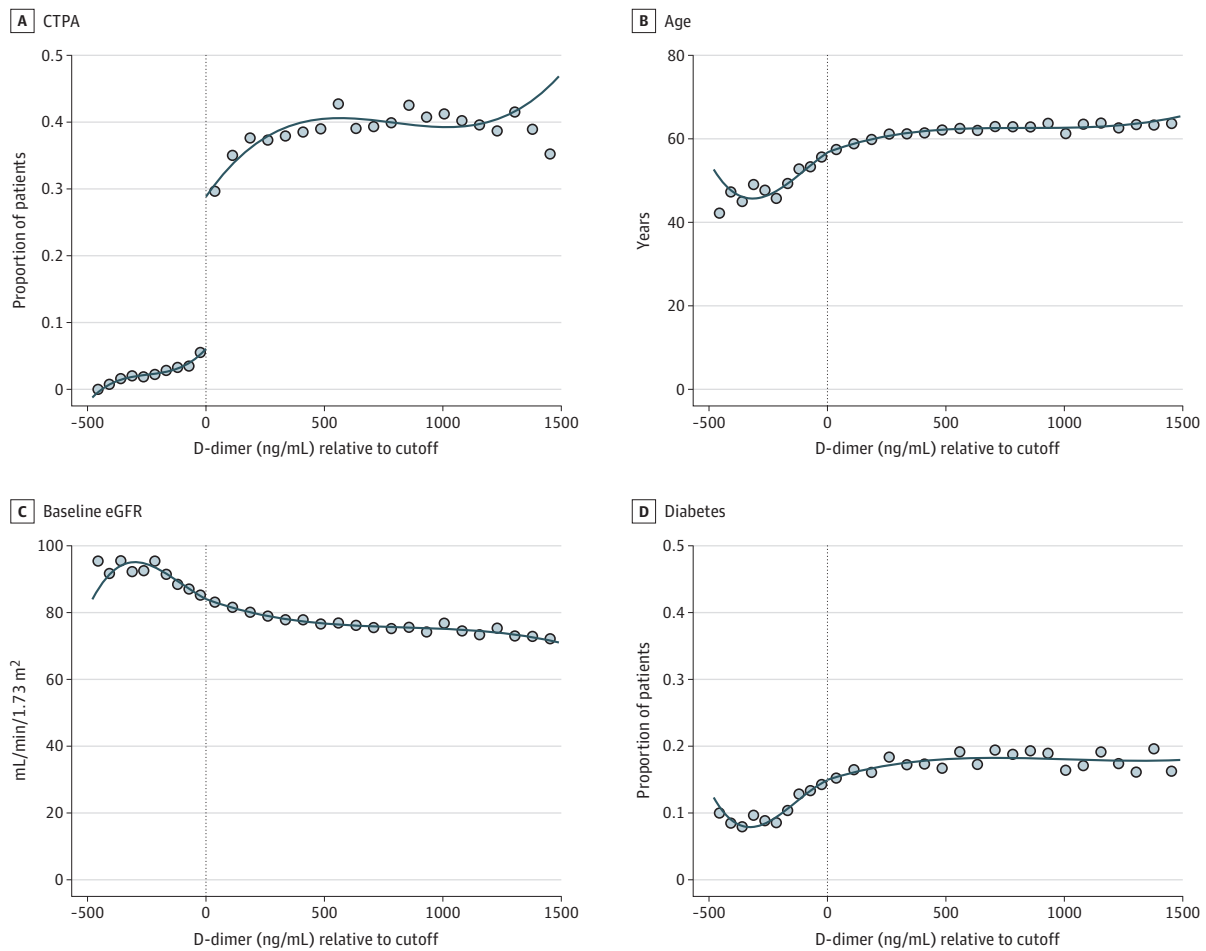 A CTPA
0.5
0.4
0.3
0.2
0.1
0
Proportion of patients
-500 0 500 1000 1500
D-dimer (ng/mL) relative to cutoff
B Age
80
60
40
20
0
Years
-500 0 500 1000 1500
D-dimer (ng/mL) relative to cutoff
C Baseline eGFR
100
80
60
40
20
0
mL/min/1.73 m²
-500 0 500 1000 1500
D-dimer (ng/mL) relative to cutoff
D Diabetes
0.5
0.4
0.3
0.2
0.1
0
Proportion of patients
-500 0 500 1000 1500
D-dimer (ng/mL) relative to cutoff